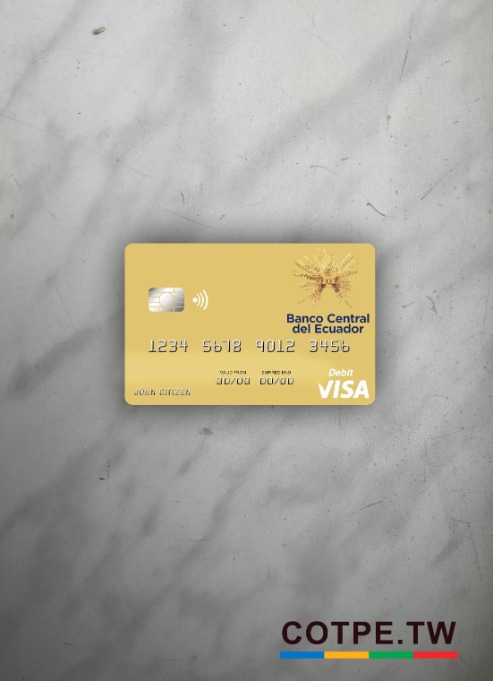 Banco Central
del Ecuador
1234 5678 9012 3456
VALID FROM EXPIRES END
00/00 00/00
JOHN CITIZEN
Debit
VISA
COTPE.TW